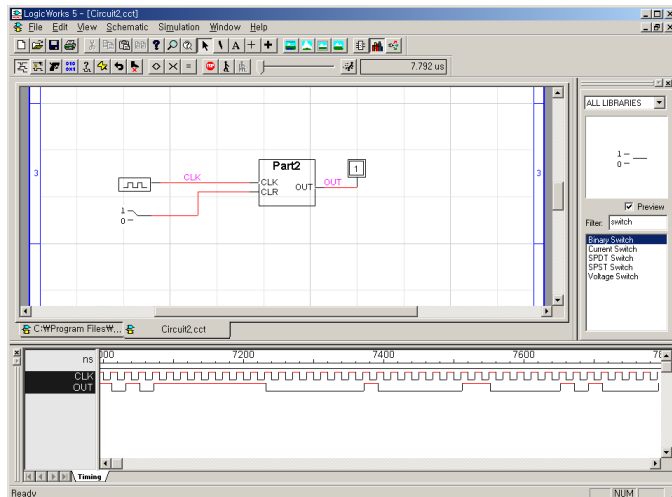 LogicWorks 5 - [Circuit2.cct]
File Edit View Schematic Simulation Window Help
7.792 us
ALL LIBRARIES
1
0
Preview
Filter: switch
Binary Switch
Current Switch
SPDT Switch
SPST Switch
Voltage Switch
3
3
Part2
1
CLK
CLK
CLR
OUT
OUT
1
0
C:\Program Files\... Circuit2.cct
ns
000 7200 7400 7600
CLK
OUT
Timing
Ready
NUM